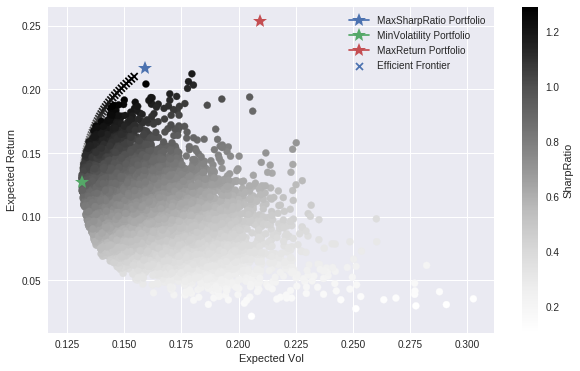 MaxSharpRatio Portfolio
MinVolatility Portfolio
MaxReturn Portfolio
Efficient Frontier
0.25
0.20
0.15
0.10
0.05
Expected Return
0.125
0.150
0.175
0.200
0.225
0.250
0.275
0.300
Expected Vol
1.2
1.0
0.8
0.6
0.4
0.2
SharpRatio